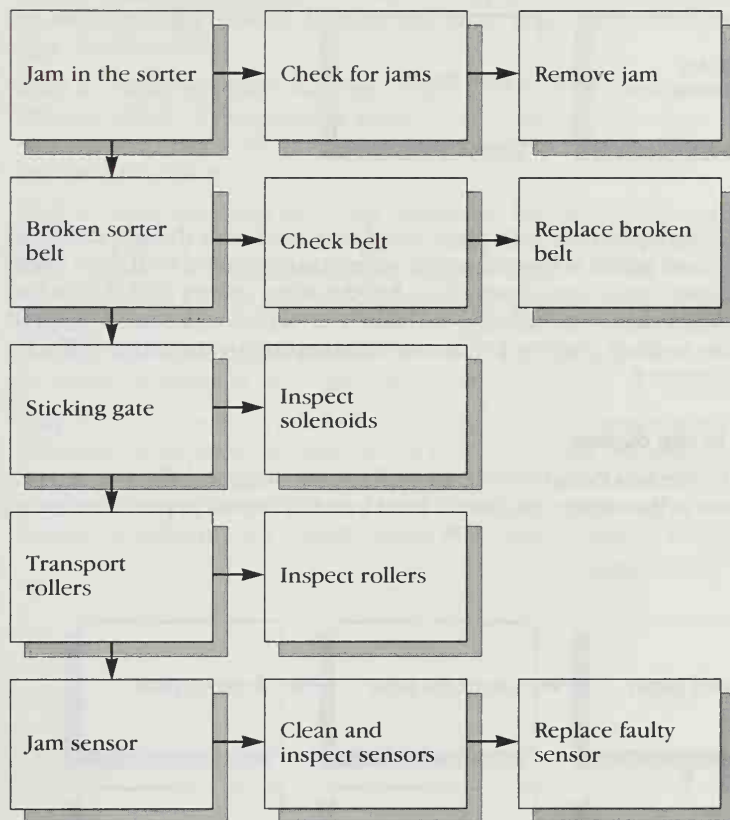 Jam in the sorter
Check for jams
Remove jam
Broken sorter
belt
Check belt
Replace broken
belt
Sticking gate
Inspect
solenoids
Transport
rollers
Inspect rollers
Jam sensor
Clean and
inspect sensors
Replace faulty
sensor